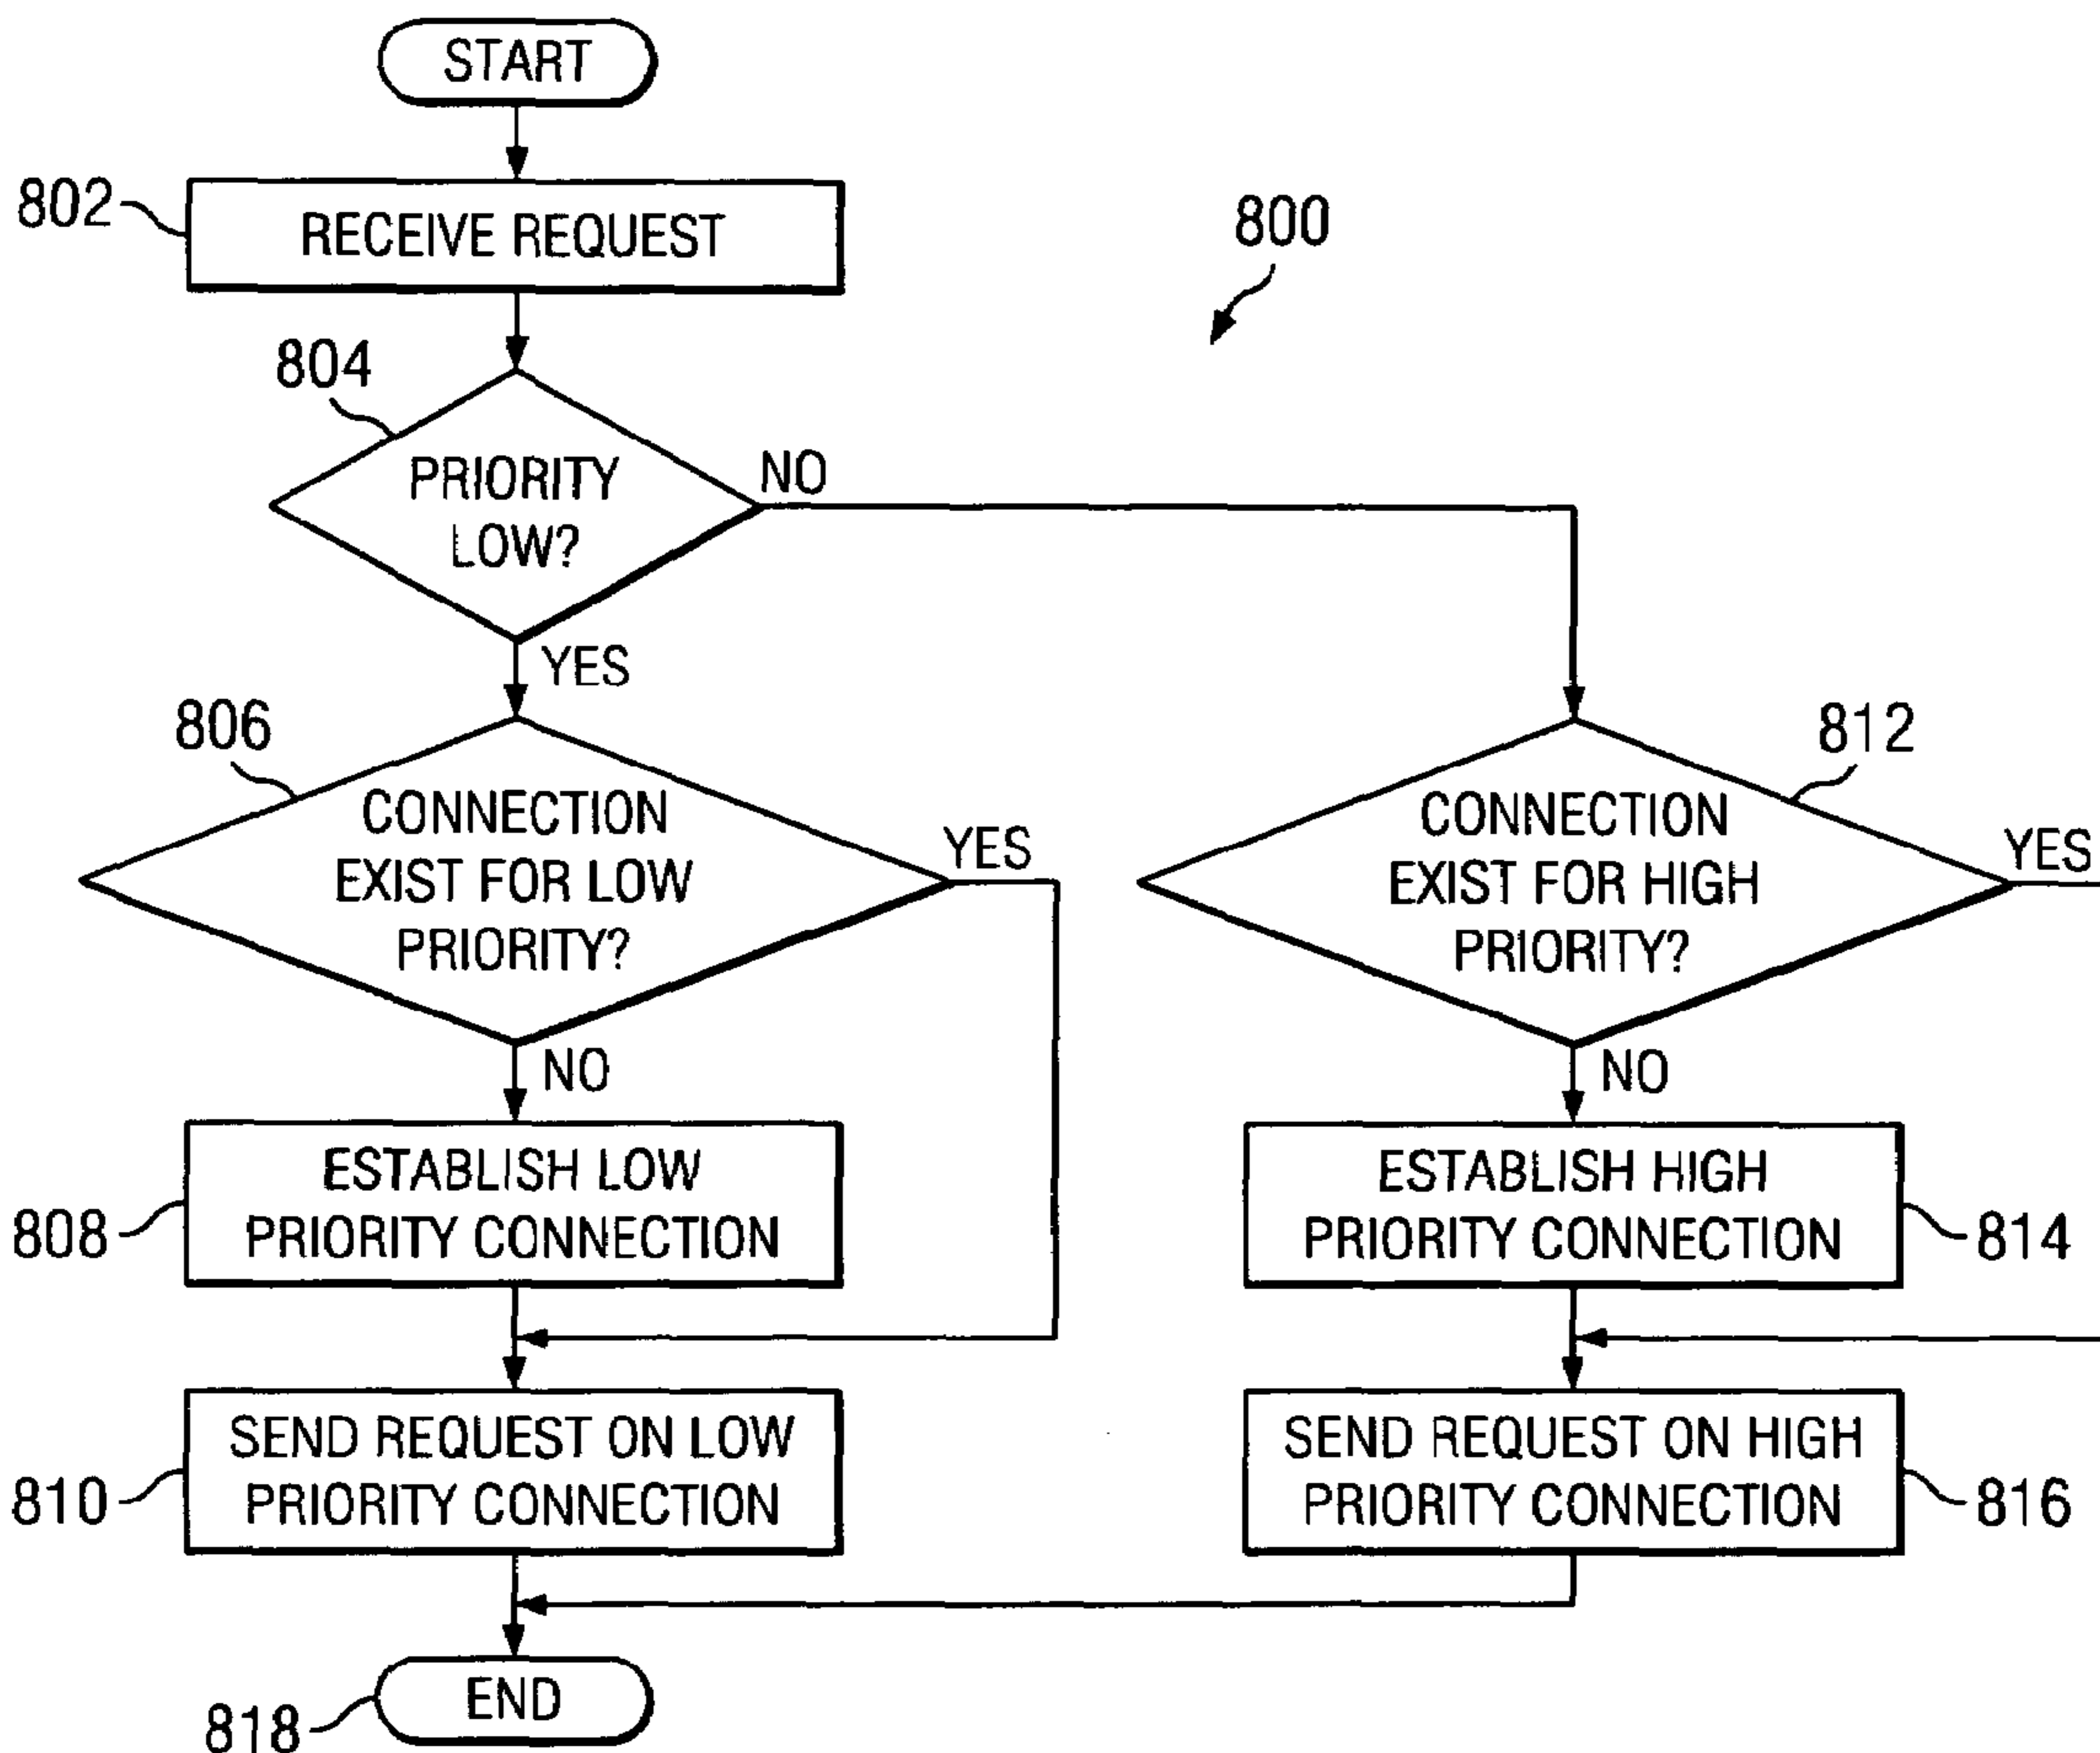 START
802
RECEIVE REQUEST
800
804
PRIORITY
LOW?
NO
YES
806
CONNECTION
EXIST FOR LOW
PRIORITY?
YES
NO
812
CONNECTION
EXIST FOR HIGH
PRIORITY?
YES
NO
808
ESTABLISH LOW
PRIORITY CONNECTION
ESTABLISH HIGH
PRIORITY CONNECTION
814
810
SEND REQUEST ON LOW
PRIORITY CONNECTION
SEND REQUEST ON HIGH
PRIORITY CONNECTION
816
END
818